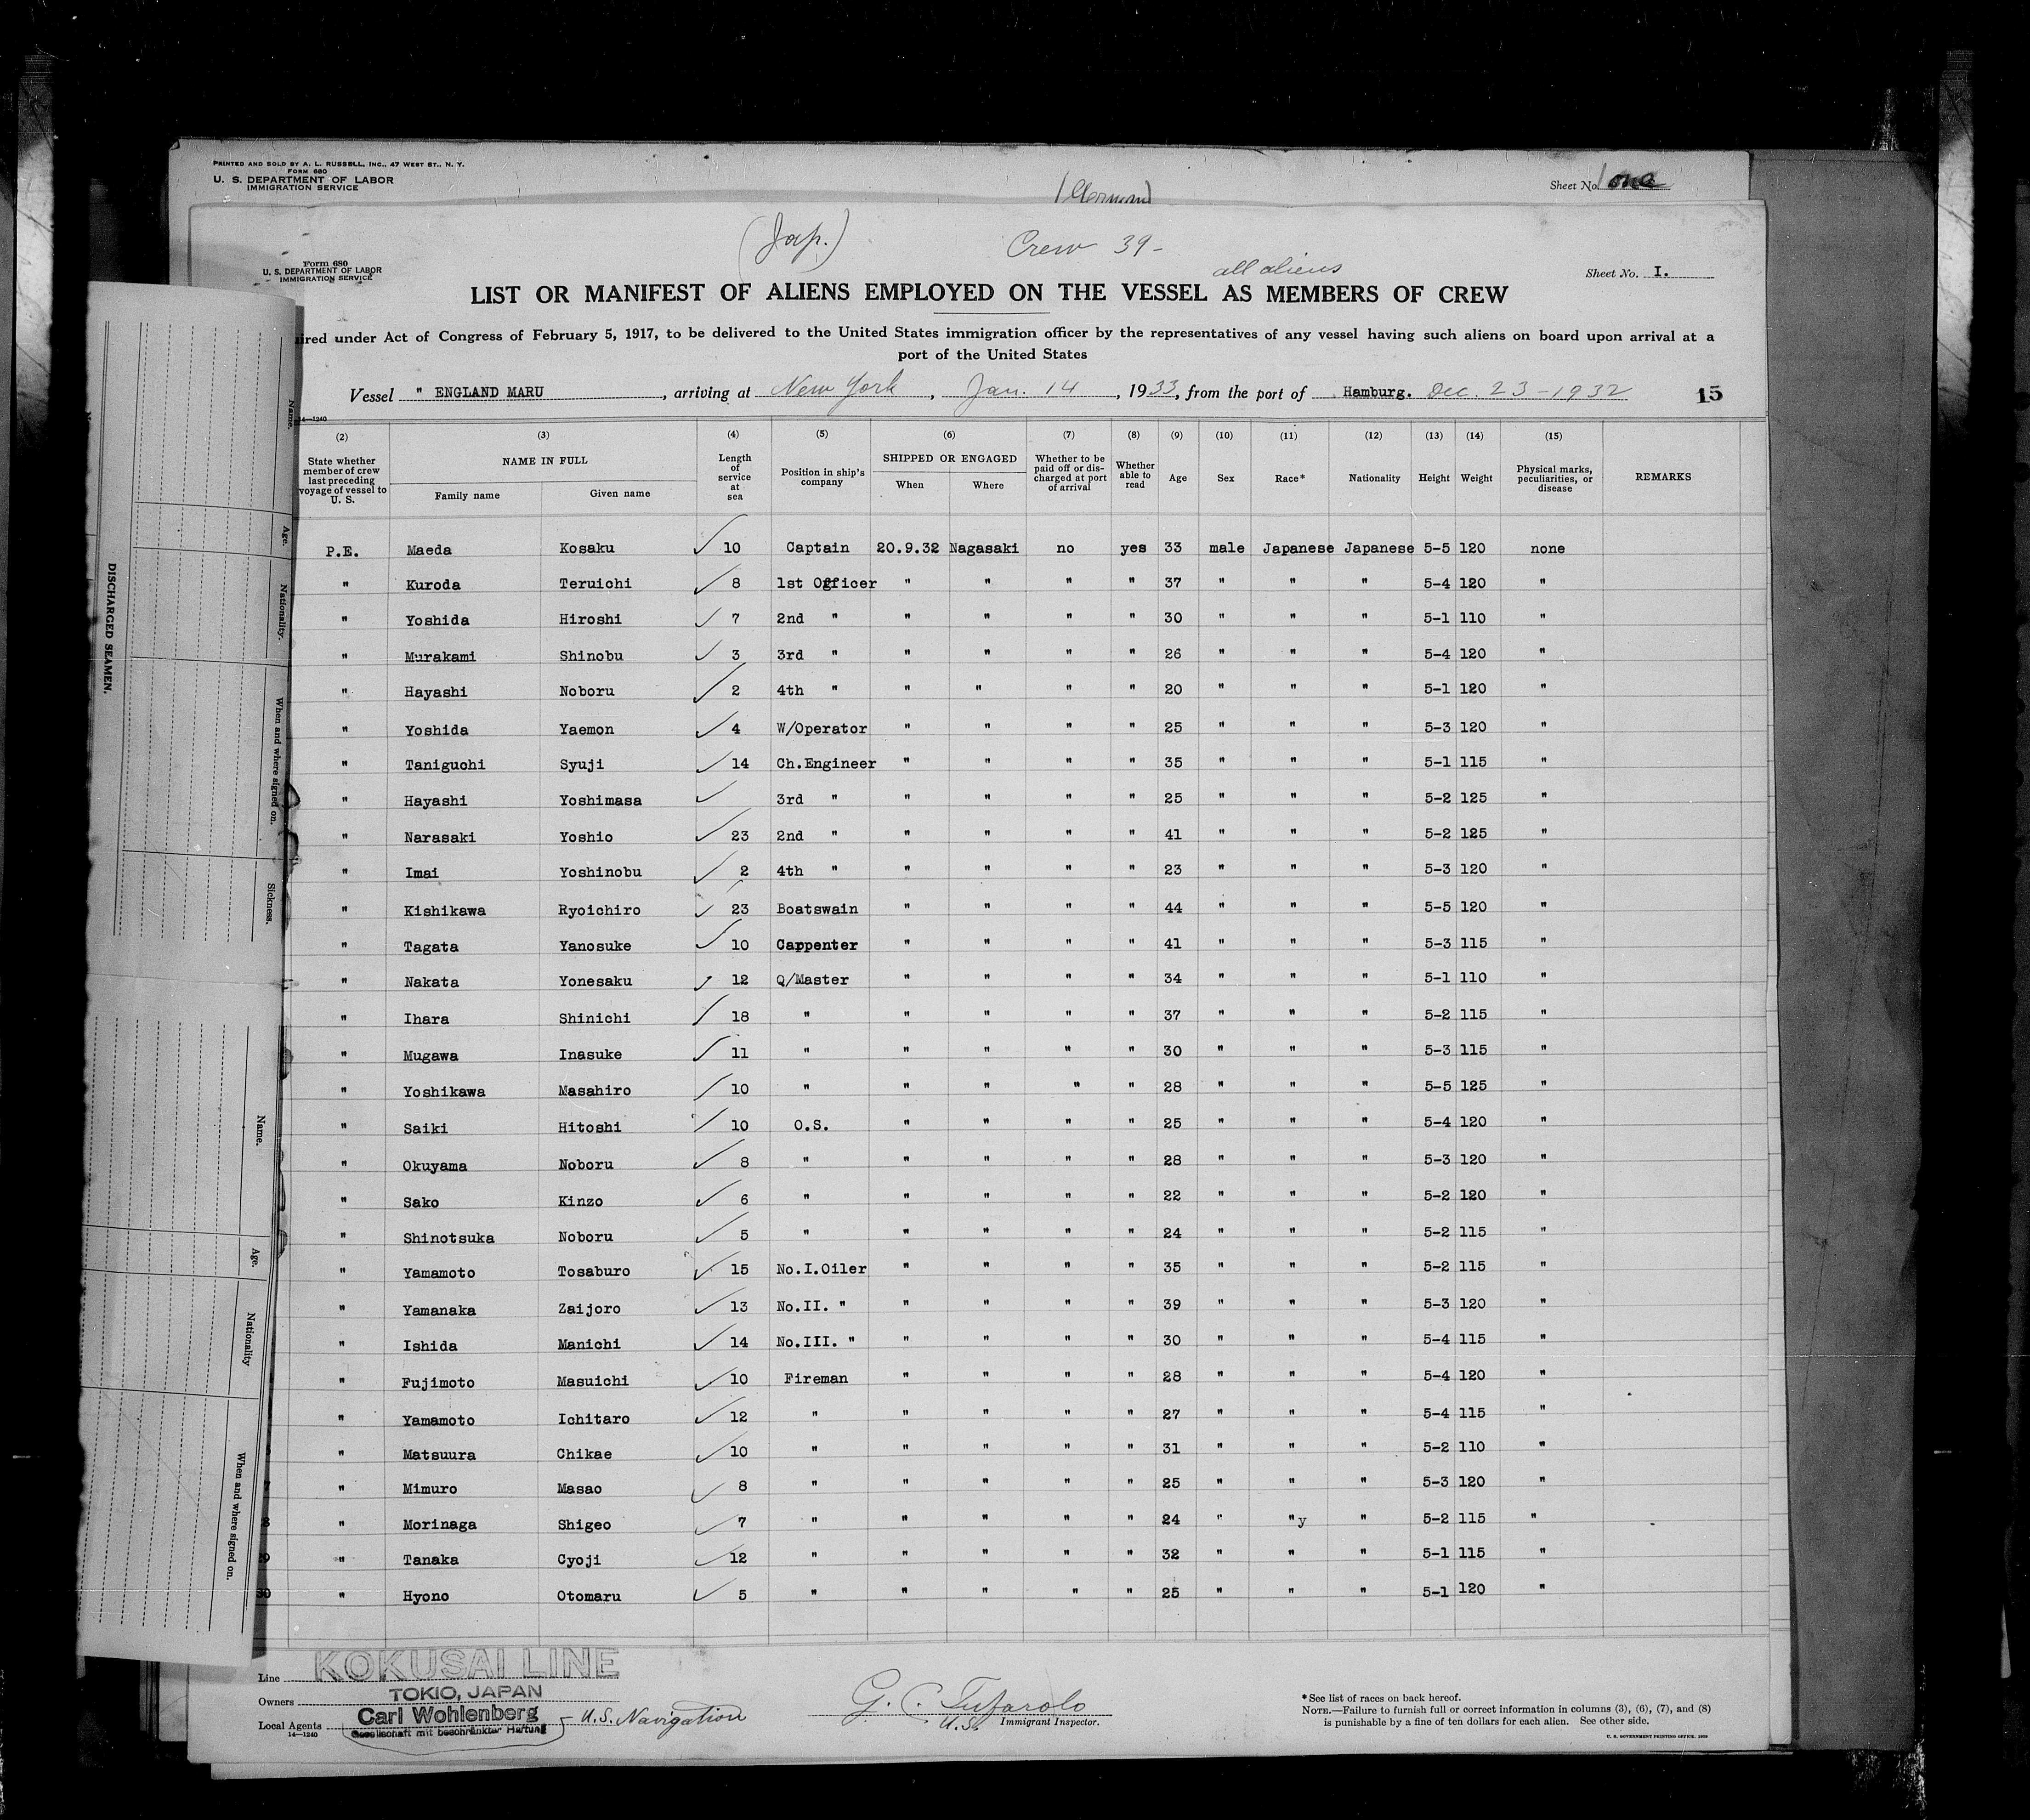 PRINTED AND SOLD BY A. L. RUSSELL, INC., 47 WEST ST., N. Y.
FORM 680
U. S. DEPARTMENT OF LABOR
IMMIGRATION SERVICE
Sheet No. one
(Jap.) Crew 39-
all aliens
Form 680
U. S. DEPARTMENT OF LABOR
IMMIGRATION SERVICE
Sheet No. I.
LIST OR MANIFEST OF ALIENS EMPLOYED ON THE VESSEL AS MEMBERS OF CREW
ired under Act of Congress of February 5, 1917, to be delivered to the United States immigration officer by the representatives of any vessel having such aliens on board upon arrival at a
port of the United States
Vessel " ENGLAND MARU , arriving at New York , Jan. 14 , 1933, from the port of Hamburg. Dec. 23-1932 15
14—1240
(2) (3) (4) (5) (6) (7) (8) (9) (10) (11) (12) (13) (14) (15)
State whether member of crew last preceding voyage of vessel to U. S. NAME IN FULL Family name Given name Length of service at sea Position in ship's company SHIPPED OR ENGAGED When Where Whether to be paid off or discharged at port of arrival Whether able to read Age Sex Race* Nationality Height Weight Physical marks, peculiarities, or disease REMARKS
P.E. Maeda Kosaku ✓ 10 Captain 20.9.32 Nagasaki no yes 33 male Japanese Japanese 5-5 120 none
" Kuroda Teruichi ✓ 8 1st Officer " " " " 37 " " " 5-4 120 "
" Yoshida Hiroshi ✓ 7 2nd " " " " " 30 " " " 5-1 110 "
" Murakami Shinobu ✓ 3 3rd " " " " " 26 " " " 5-4 120 "
" Hayashi Noboru ✓ 2 4th " " " " " 20 " " " 5-1 120 "
" Yoshida Yaemon ✓ 4 W/Operator " " " " 25 " " " 5-3 120 "
" Taniguchi Syuji ✓ 14 Ch.Engineer " " " " 35 " " " 5-1 115 "
" Hayashi Yoshimasa ✓ 3rd " " " " " 25 " " " 5-2 125 "
" Narasaki Yoshio ✓ 23 2nd " " " " " 41 " " " 5-2 125 "
" Imai Yoshinobu ✓ 2 4th " " " " " 23 " " " 5-3 120 "
" Kishikawa Ryoichiro ✓ 23 Boatswain " " " " 44 " " " 5-5 120 "
" Tagata Yanosuke ✓ 10 Carpenter " " " " 41 " " " 5-3 115 "
" Nakata Yonesaku ✓ 12 Q/Master " " " " 34 " " " 5-1 110 "
" Ihara Shinichi ✓ 18 " " " " " 37 " " " 5-2 115 "
" Mugawa Inasuke ✓ 11 " " " " " 30 " " " 5-3 115 "
" Yoshikawa Masahiro ✓ 10 " " " " " 28 " " " 5-5 125 "
" Saiki Hitoshi ✓ 10 O.S. " " " " 25 " " " 5-4 120 "
" Okuyama Noboru ✓ 8 " " " " " 28 " " " 5-3 120 "
" Sako Kinzo ✓ 6 " " " " " 22 " " " 5-2 120 "
" Shinotsuka Noboru ✓ 5 " " " " " 24 " " " 5-2 115 "
" Yamamoto Tosaburo ✓ 15 No.I.Oiler " " " " 35 " " " 5-2 115 "
" Yamanaka Zaijoro ✓ 13 No.II. " " " " " 39 " " " 5-3 120 "
" Ishida Manichi ✓ 14 No.III. " " " " " 30 " " " 5-4 115 "
" Fujimoto Masuichi ✓ 10 Fireman " " " " 28 " " " 5-4 120 "
" Yamamoto Ichitaro ✓ 12 " " " " " 27 " " " 5-4 115 "
" Matsuura Chikae ✓ 10 " " " " " 31 " " " 5-2 110 "
" Mimuro Masao ✓ 8 " " " " " 25 " " " 5-3 120 "
" Morinaga Shigeo ✓ 7 " " " " " 24 " "y " 5-2 115 "
" Tanaka Cyoji ✓ 12 " " " " " 32 " " " 5-1 115 "
30 " Hyono Otomaru ✓ 5 " " " " " 25 " " " 5-1 120 "
Line KOKUSAI LINE
Owners TOKIO, JAPAN
Local Agents Carl Wohlenberg - U.S. Navigation
Gesellschaft mit beschränkter Haftung
14—1240
G. C. Tufarolo
U.S. Immigrant Inspector.
* See list of races on back hereof.
NOTE.—Failure to furnish full or correct information in columns (3), (6), (7), and (8)
is punishable by a fine of ten dollars for each alien. See other side.
DISCHARGED SEAMEN.
Name.
Age.
Nationality.
When and where signed on.
Sickness.
Name.
Age.
Nationality
When and where signed on.